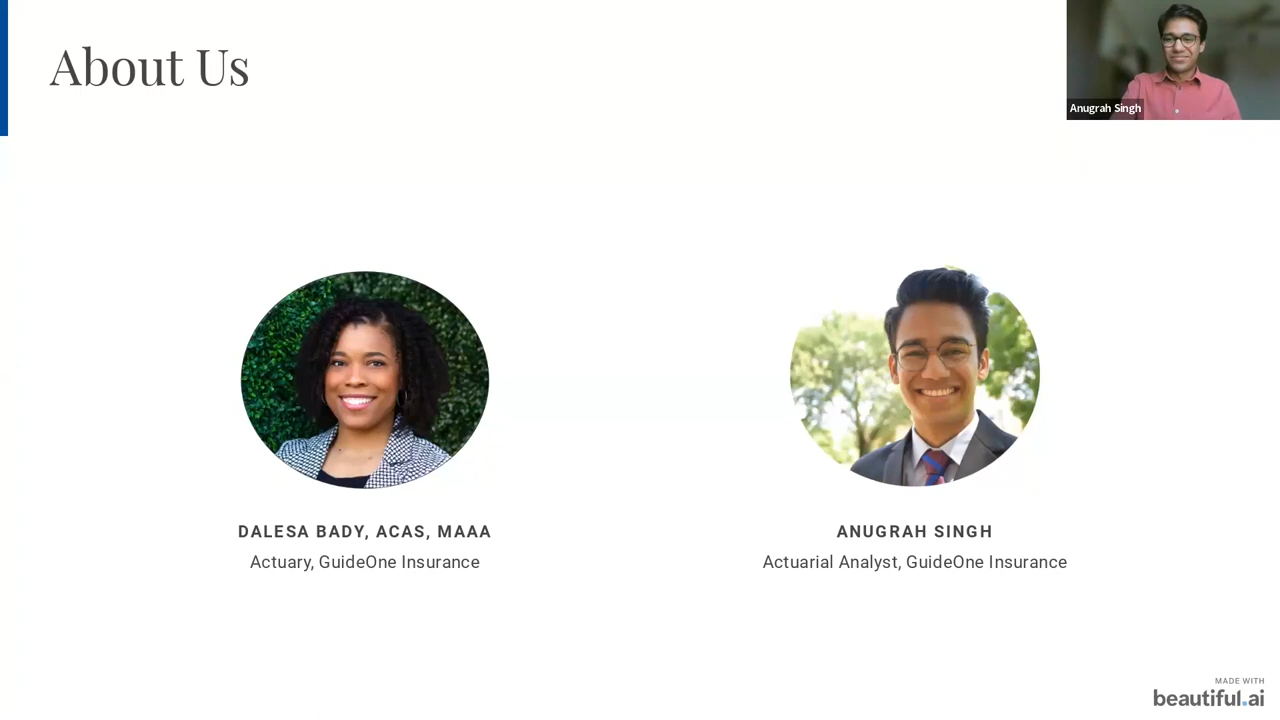 About Us
Anugrah Singh
DALESA BADY, ACAS, MAAA
Actuary, GuideOne Insurance
ANUGRAH SINGH
Actuarial Analyst, GuideOne Insurance
MADE WITH
beautiful.ai